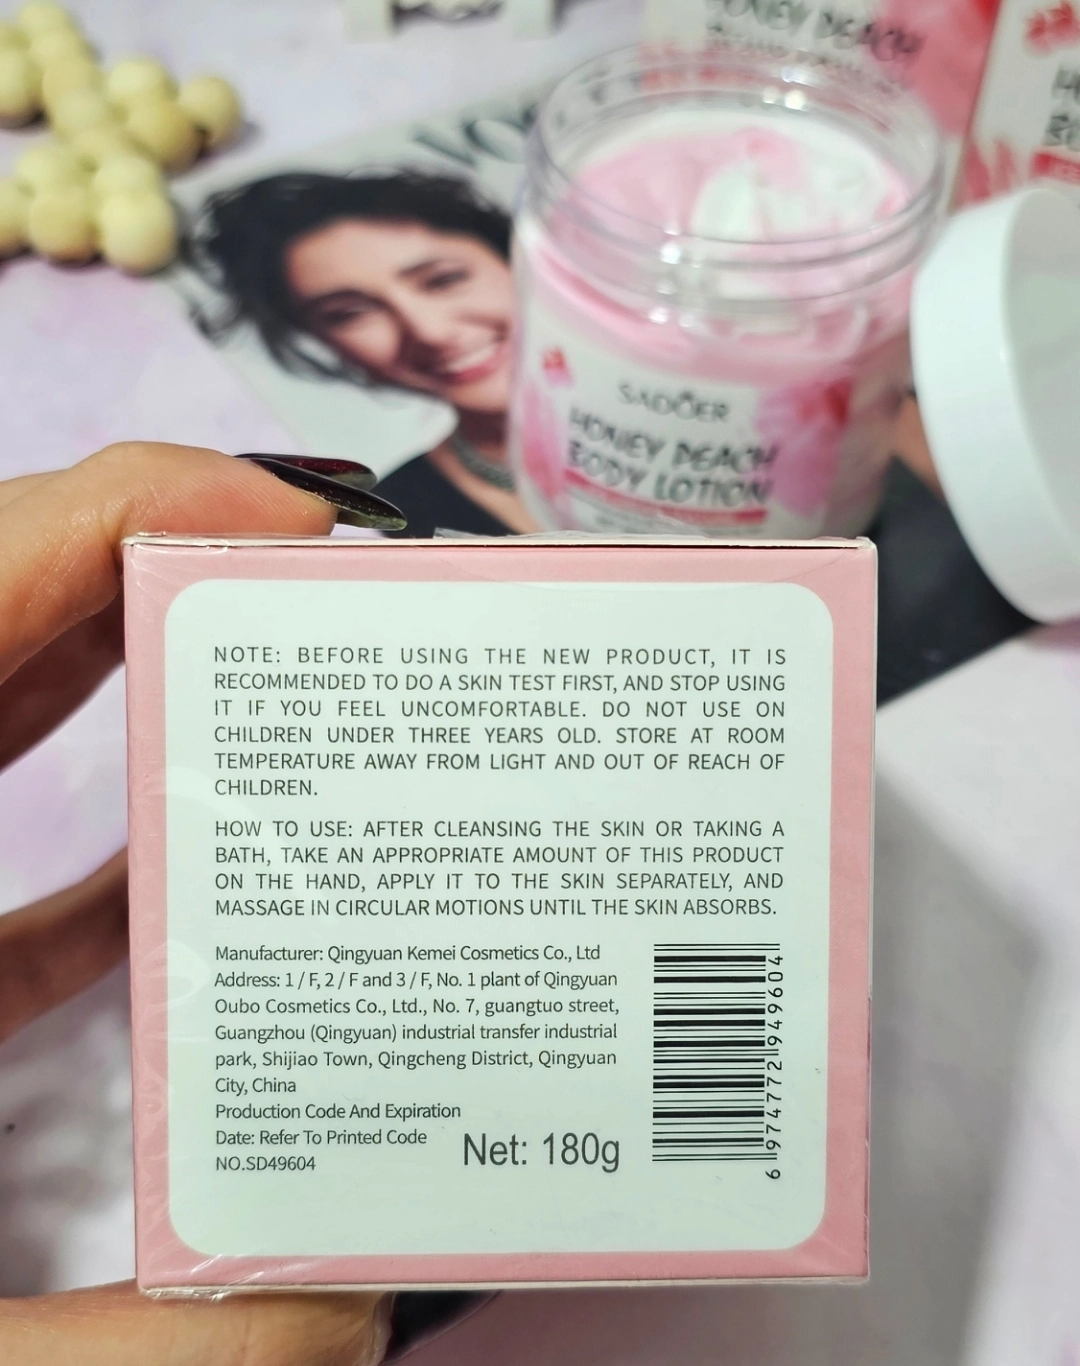 HONEY PEACH
SADOER
HONEY PEACH
BODY LOTION
NOTE: BEFORE USING THE NEW PRODUCT, IT IS
RECOMMENDED TO DO A SKIN TEST FIRST, AND STOP USING
IT IF YOU FEEL UNCOMFORTABLE. DO NOT USE ON
CHILDREN UNDER THREE YEARS OLD. STORE AT ROOM
TEMPERATURE AWAY FROM LIGHT AND OUT OF REACH OF
CHILDREN.
HOW TO USE: AFTER CLEANSING THE SKIN OR TAKING A
BATH, TAKE AN APPROPRIATE AMOUNT OF THIS PRODUCT
ON THE HAND, APPLY IT TO THE SKIN SEPARATELY, AND
MASSAGE IN CIRCULAR MOTIONS UNTIL THE SKIN ABSORBS.
Manufacturer: Qingyuan Kemei Cosmetics Co., Ltd
Address: 1 / F, 2 / F and 3 / F, No. 1 plant of Qingyuan
Oubo Cosmetics Co., Ltd., No. 7, guangtuo street,
Guangzhou (Qingyuan) industrial transfer industrial
park, Shijiao Town, Qingcheng District, Qingyuan
City, China
Production Code And Expiration
Date: Refer To Printed Code
NO.SD49604
Net: 180g
6 974772 949604